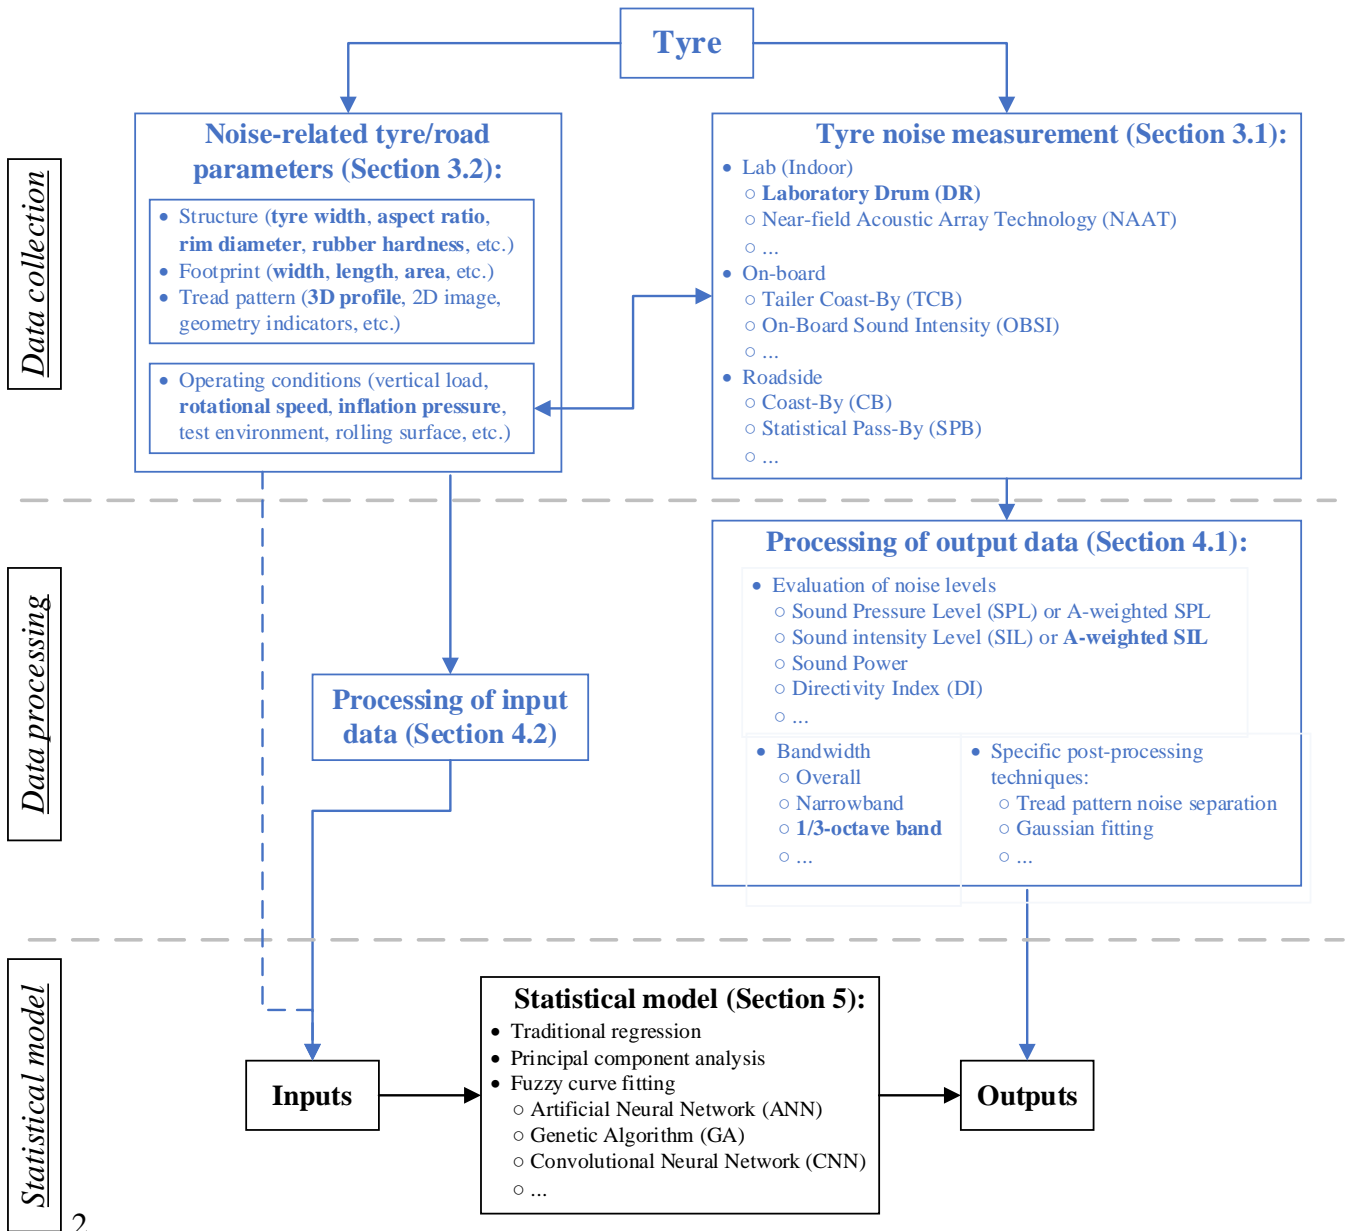 Tyre
Data collection
Noise-related tyre/road
parameters (Section 3.2):
• Structure (tyre width, aspect ratio,
rim diameter, rubber hardness, etc.)
• Footprint (width, length, area, etc.)
• Tread pattern (3D profile, 2D image,
geometry indicators, etc.)
• Operating conditions (vertical load,
rotational speed, inflation pressure,
test environment, rolling surface, etc.)
Tyre noise measurement (Section 3.1):
• Lab (Indoor)
○ Laboratory Drum (DR)
○ Near-field Acoustic Array Technology (NAAT)
○ ...
• On-board
○ Tailer Coast-By (TCB)
○ On-Board Sound Intensity (OBSI)
○ ...
• Roadside
○ Coast-By (CB)
○ Statistical Pass-By (SPB)
○ ...
Data processing
Processing of input
data (Section 4.2)
Processing of output data (Section 4.1):
• Evaluation of noise levels
○ Sound Pressure Level (SPL) or A-weighted SPL
○ Sound intensity Level (SIL) or A-weighted SIL
○ Sound Power
○ Directivity Index (DI)
○ ...
• Bandwidth
○ Overall
○ Narrowband
○ 1/3-octave band
○ ...
• Specific post-processing
techniques:
○ Tread pattern noise separation
○ Gaussian fitting
○ ...
Statistical model
Inputs
Statistical model (Section 5):
• Traditional regression
• Principal component analysis
• Fuzzy curve fitting
○ Artificial Neural Network (ANN)
○ Genetic Algorithm (GA)
○ Convolutional Neural Network (CNN)
○ ...
Outputs
2